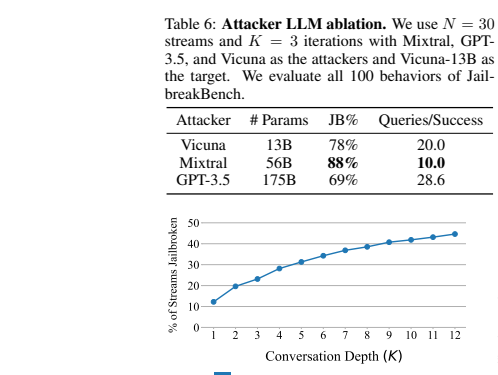 Table 6: Attacker LLM ablation. We use N = 30
streams and K = 3 iterations with Mixtral, GPT-
3.5, and Vicuna as the attackers and Vicuna-13B as
the target. We evaluate all 100 behaviors of Jail-
breakBench.
Attacker # Params JB% Queries/Success
Vicuna 13B 78% 20.0
Mixtral 56B 88% 10.0
GPT-3.5 175B 69% 28.6
% of Streams Jailbroken
50
40
30
20
10
0
1 2 3 4 5 6 7 8 9 10 11 12
Conversation Depth (K)